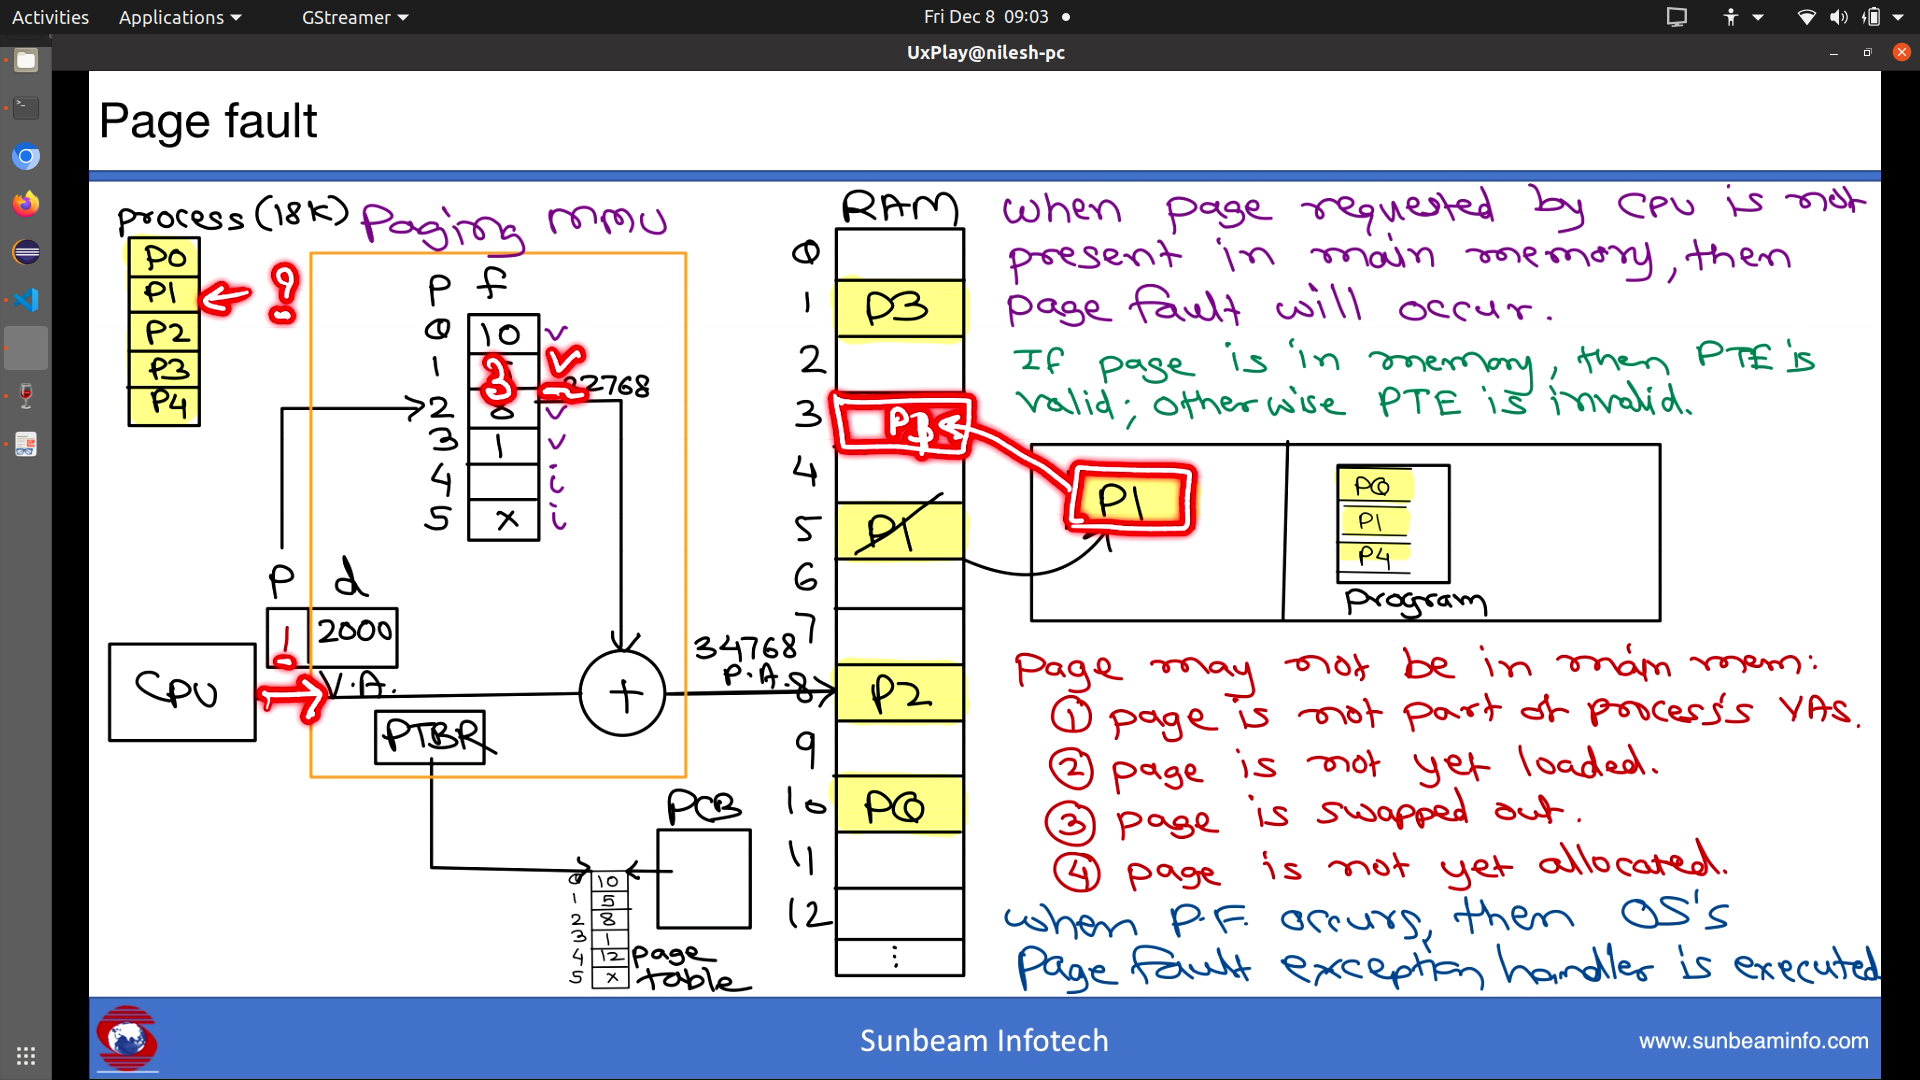 Activities Applications GStreamer Fri Dec 8 09:03
UxPlay@nilesh-pc
Page fault
process (18K)
Paging MMU
RAM
P0
P1
P2
P3
P4
p f
0 10 v
1 3 v
32768
2 8 v
3 1 v
4 i
5 x i
p d
1 2000
CPU
V.A.
PTBR
+
34768
P.A.
PCB
0 10
1 5
2 8
3 1
4 12
5 x
page
table
0
1 P3
2
3
4
5 P1
6
7
8 P2
9
10 P0
11
12
⋮
when page requested by CPU is not
present in main memory, then
page fault will occur.
If page is in memory, then PTE is
valid; otherwise PTE is invalid.
P1
P0
P1
P4
Program
Page may not be in main mem:
① page is not part of process's VAS.
② page is not yet loaded.
③ page is swapped out.
④ page is not yet allocated.
when P.F. occurs, then OS's
Page fault exception handler is executed
Sunbeam Infotech
www.sunbeaminfo.com